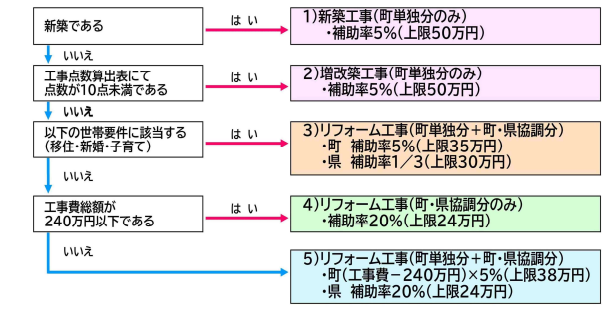 新築である
はい
1)新築工事(町単独分のみ)
・補助率5%(上限50万円)
いいえ
工事点数算出表にて
点数が10点未満である
はい
2)増改築工事(町単独分のみ)
・補助率5%(上限50万円)
いいえ
以下の世帯要件に該当する
(移住・新婚・子育て)
はい
3)リフォーム工事(町単独分+町・県協調分)
・町 補助率5%(上限35万円)
・県 補助率1/3(上限30万円)
いいえ
工事費総額が
240万円以下である
はい
4)リフォーム工事(町・県協調分のみ)
・補助率20%(上限24万円)
いいえ
5)リフォーム工事(町単独分+町・県協調分)
・町(工事費-240万円)×5%(上限38万円)
・県 補助率20%(上限24万円)